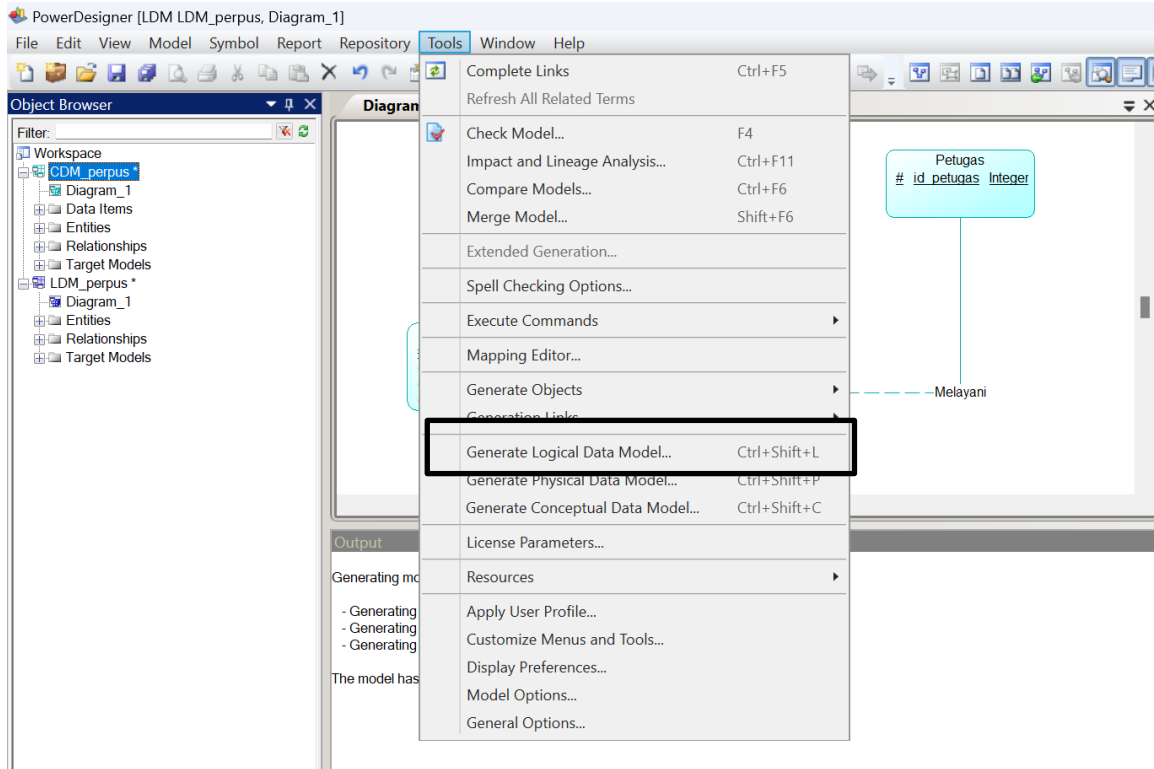 PowerDesigner [LDM LDM_perpus, Diagram_1]
File Edit View Model Symbol Report Repository Tools Window Help
Object Browser
Filter:
Workspace
CDM_perpus *
Diagram_1
Data Items
Entities
Relationships
Target Models
LDM_perpus *
Diagram_1
Entities
Relationships
Target Models
Diagram
Complete Links Ctrl+F5
Refresh All Related Terms
Check Model... F4
Impact and Lineage Analysis... Ctrl+F11
Compare Models... Ctrl+F6
Merge Model... Shift+F6
Extended Generation...
Spell Checking Options...
Execute Commands
Mapping Editor...
Generate Objects
Generation Links
Generate Logical Data Model... Ctrl+Shift+L
Generate Physical Data Model... Ctrl+Shift+P
Generate Conceptual Data Model... Ctrl+Shift+C
License Parameters...
Resources
Apply User Profile...
Customize Menus and Tools...
Display Preferences...
Model Options...
General Options...
Petugas
# id_petugas Integer
Melayani
Output
Generating mo
- Generating
- Generating
- Generating
The model has